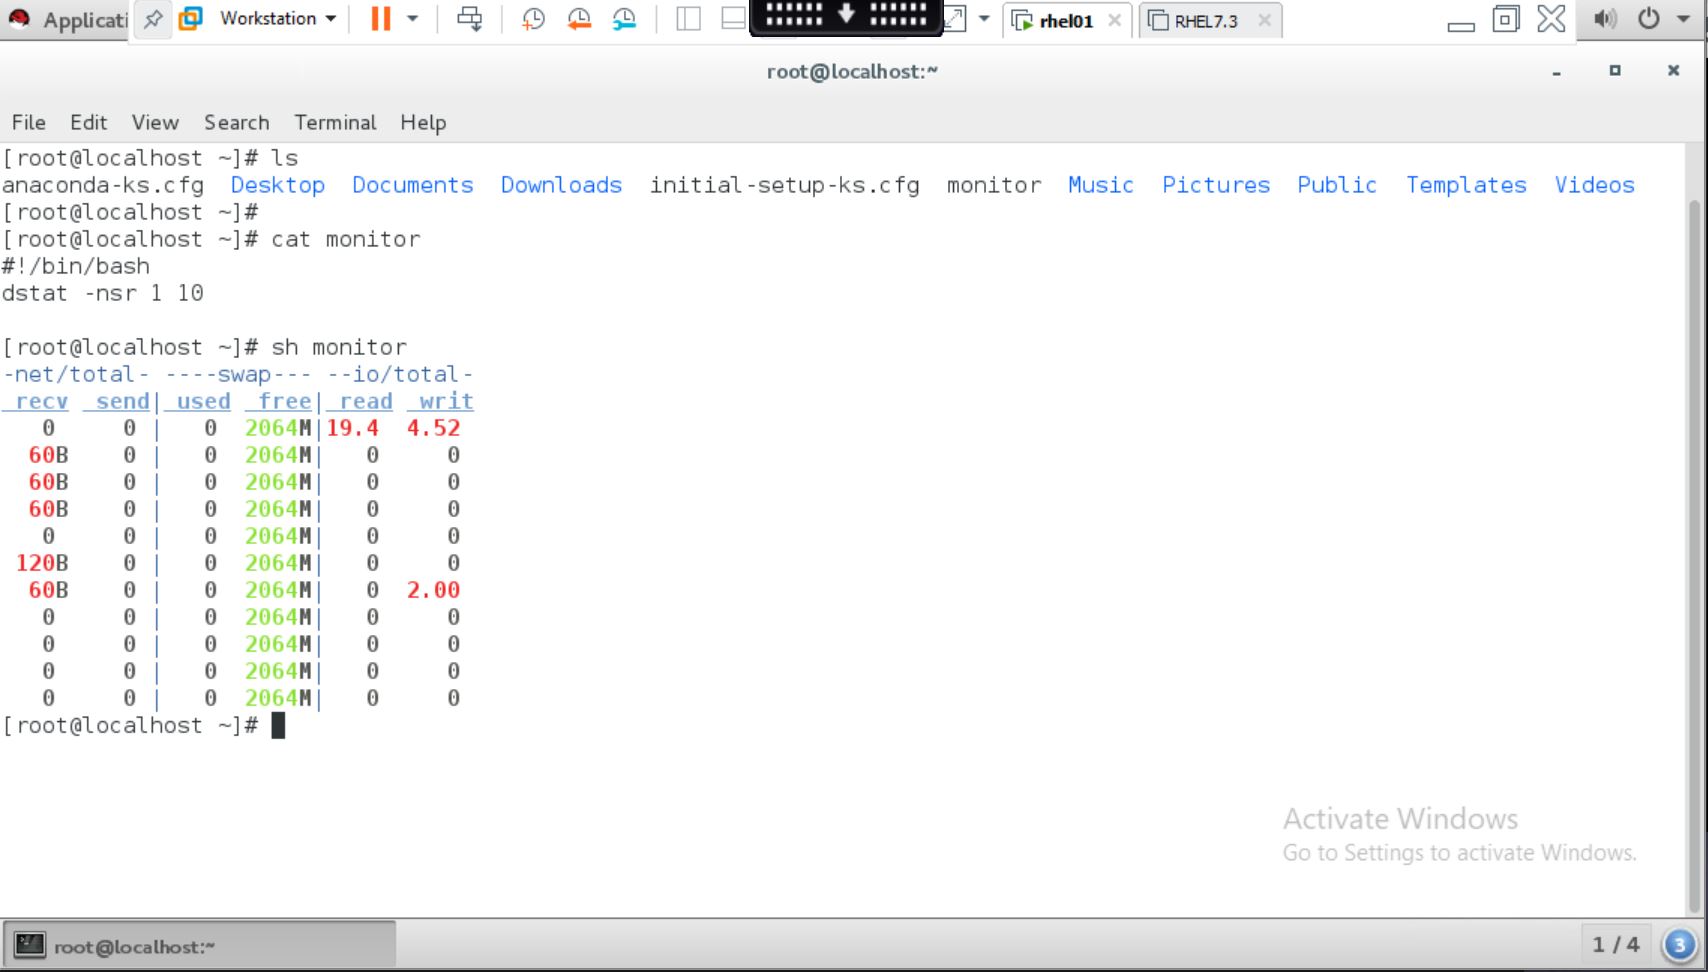 Applicati Workstation rhel01 RHEL7.3
root@localhost:~
File Edit View Search Terminal Help
[root@localhost ~]# ls
anaconda-ks.cfg Desktop Documents Downloads initial-setup-ks.cfg monitor Music Pictures Public Templates Videos
[root@localhost ~]#
[root@localhost ~]# cat monitor
#!/bin/bash
dstat -nsr 1 10
[root@localhost ~]# sh monitor
-net/total- ----swap--- --io/total-
 recv  send| used  free| read  writ
   0     0 |   0  2064M|19.4  4.52
  60B    0 |   0  2064M|   0     0
  60B    0 |   0  2064M|   0     0
  60B    0 |   0  2064M|   0     0
   0     0 |   0  2064M|   0     0
 120B    0 |   0  2064M|   0     0
  60B    0 |   0  2064M|   0  2.00
   0     0 |   0  2064M|   0     0
   0     0 |   0  2064M|   0     0
   0     0 |   0  2064M|   0     0
   0     0 |   0  2064M|   0     0
[root@localhost ~]#
Activate Windows
Go to Settings to activate Windows.
root@localhost:~ 1 / 4 3